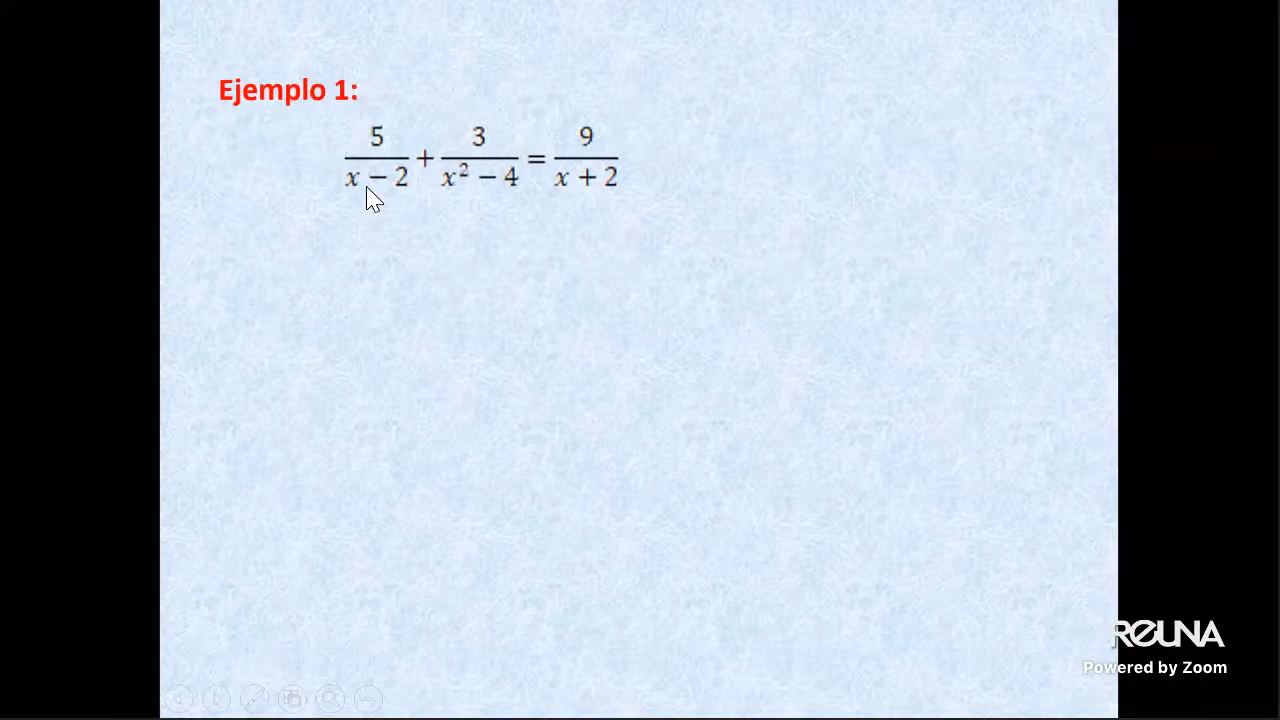 Ejemplo 1:
5/(x − 2) + 3/(x² − 4) = 9/(x + 2)
REUNA
Powered by Zoom